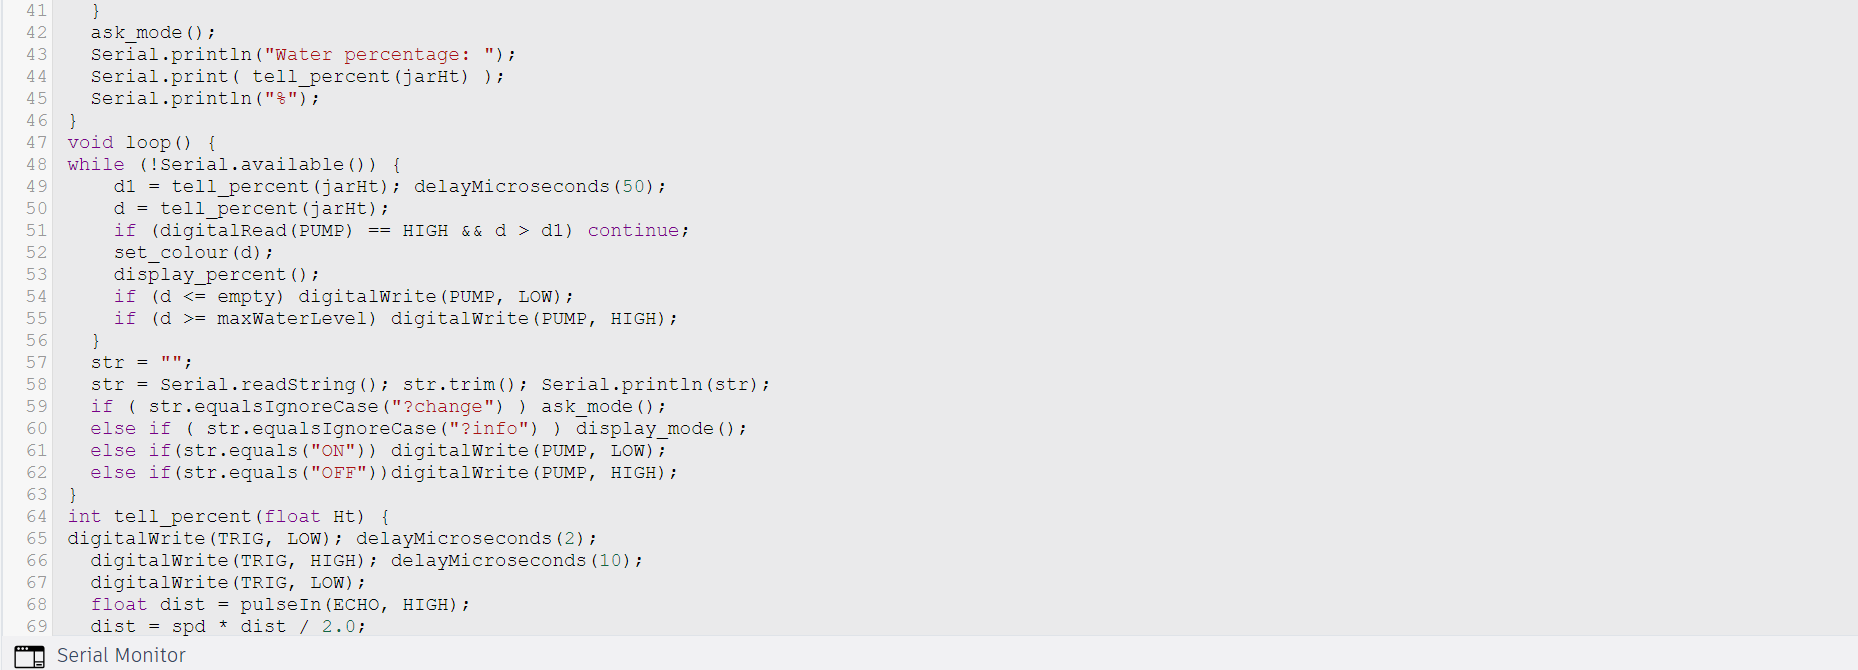 41 }
42 ask_mode();
43 Serial.println("Water percentage: ");
44 Serial.print( tell_percent(jarHt) );
45 Serial.println("%");
46 }
47 void loop() {
48 while (!Serial.available()) {
49 d1 = tell_percent(jarHt); delayMicroseconds(50);
50 d = tell_percent(jarHt);
51 if (digitalRead(PUMP) == HIGH && d > d1) continue;
52 set_colour(d);
53 display_percent();
54 if (d <= empty) digitalWrite(PUMP, LOW);
55 if (d >= maxWaterLevel) digitalWrite(PUMP, HIGH);
56 }
57 str = "";
58 str = Serial.readString(); str.trim(); Serial.println(str);
59 if ( str.equalsIgnoreCase("?change") ) ask_mode();
60 else if ( str.equalsIgnoreCase("?info") ) display_mode();
61 else if(str.equals("ON")) digitalWrite(PUMP, LOW);
62 else if(str.equals("OFF"))digitalWrite(PUMP, HIGH);
63 }
64 int tell_percent(float Ht) {
65 digitalWrite(TRIG, LOW); delayMicroseconds(2);
66 digitalWrite(TRIG, HIGH); delayMicroseconds(10);
67 digitalWrite(TRIG, LOW);
68 float dist = pulseIn(ECHO, HIGH);
69 dist = spd * dist / 2.0;
Serial Monitor